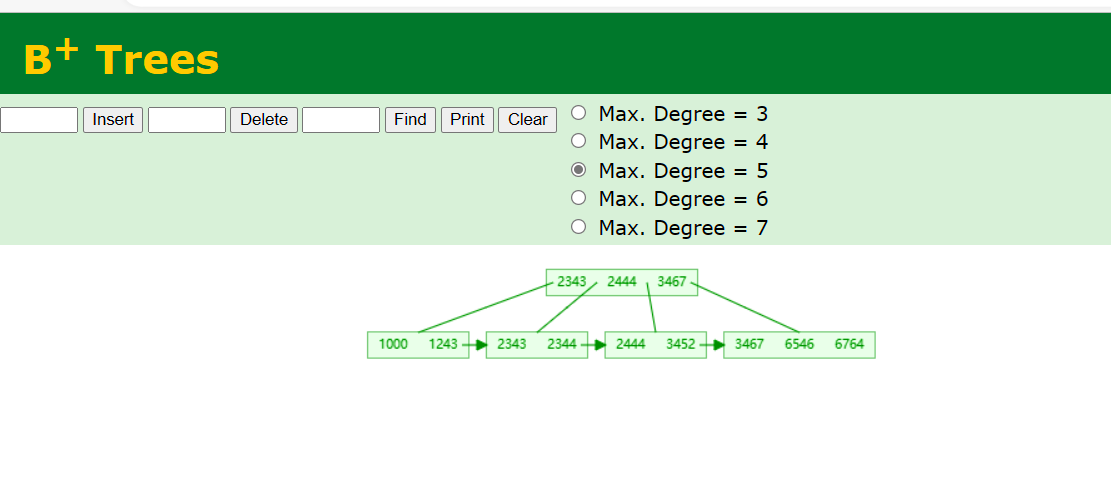 B+ Trees
Insert Delete Find Print Clear
Max. Degree = 3
Max. Degree = 4
Max. Degree = 5
Max. Degree = 6
Max. Degree = 7
2343 2444 3467
1000 1243 2343 2344 2444 3452 3467 6546 6764